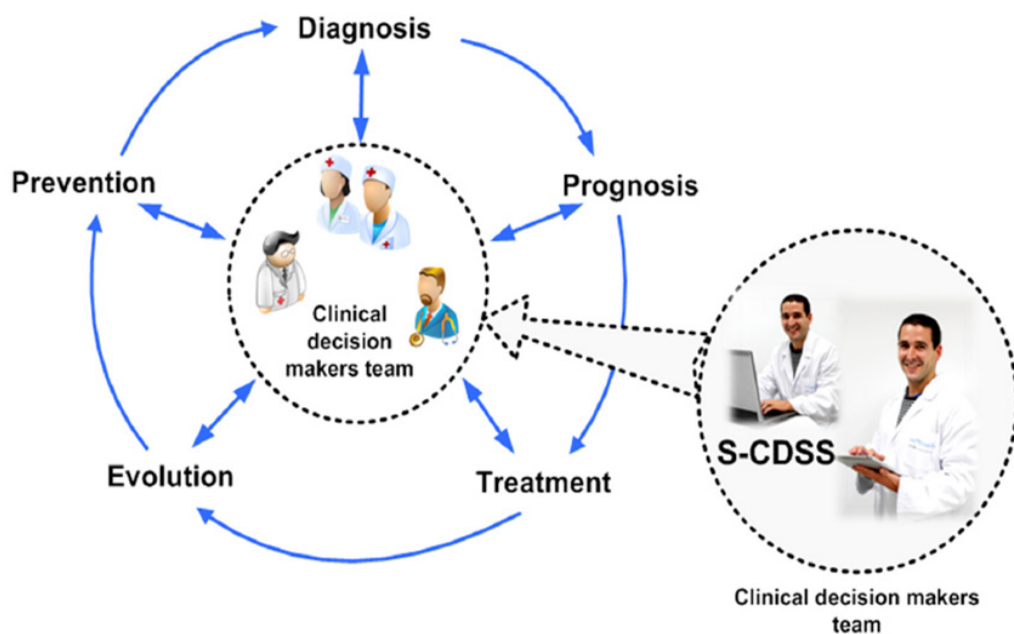 Diagnosis
Prevention
Prognosis
Clinical
decision
makers team
Evolution
Treatment
S-CDSS
Clinical decision makers
team